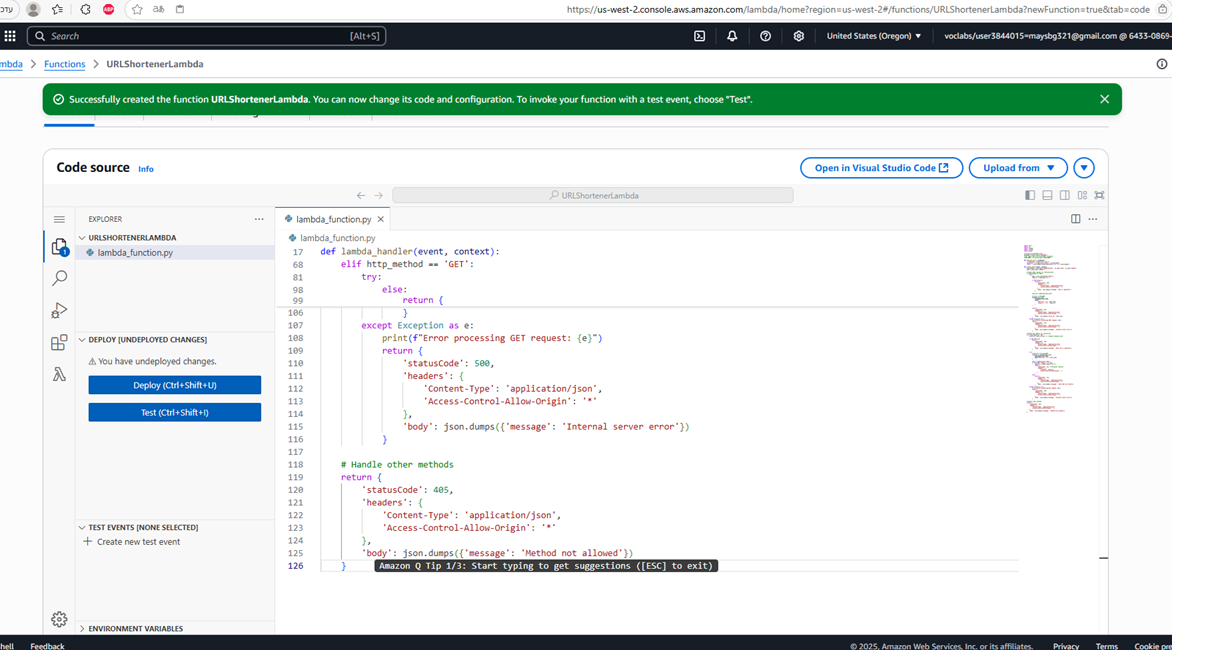 ABP
aあ
https://us-west-2.console.aws.amazon.com/lambda/home?region=us-west-2#/functions/URLShortenerLambda?newFunction=true&tab=code
Search
[Alt+S]
United States (Oregon) ▼
voclabs/user3844015=maysbg321@gmail.com @ 6433-0869-
mbda > Functions > URLShortenerLambda
Successfully created the function URLShortenerLambda. You can now change its code and configuration. To invoke your function with a test event, choose "Test".
Code source Info
Open in Visual Studio Code
Upload from ▼
URLShortenerLambda
EXPLORER
lambda_function.py
URLSHORTENERLAMBDA
lambda_function.py
1
lambda_function.py
17 def lambda_handler(event, context):
68 elif http_method == 'GET':
81 try:
98 else:
99 return {
106 }
107 except Exception as e:
108 print(f"Error processing GET request: {e}")
109 return {
110 'statusCode': 500,
111 'headers': {
112 'Content-Type': 'application/json',
113 'Access-Control-Allow-Origin': '*'
114 },
115 'body': json.dumps({'message': 'Internal server error'})
116 }
117
118 # Handle other methods
119 return {
120 'statusCode': 405,
121 'headers': {
122 'Content-Type': 'application/json',
123 'Access-Control-Allow-Origin': '*'
124 },
125 'body': json.dumps({'message': 'Method not allowed'})
126 }
Amazon Q Tip 1/3: Start typing to get suggestions ([ESC] to exit)
DEPLOY [UNDEPLOYED CHANGES]
You have undeployed changes.
Deploy (Ctrl+Shift+U)
Test (Ctrl+Shift+I)
TEST EVENTS [NONE SELECTED]
Create new test event
ENVIRONMENT VARIABLES
hell
Feedback
© 2025, Amazon Web Services, Inc. or its affiliates.
Privacy
Terms
Cookie pre